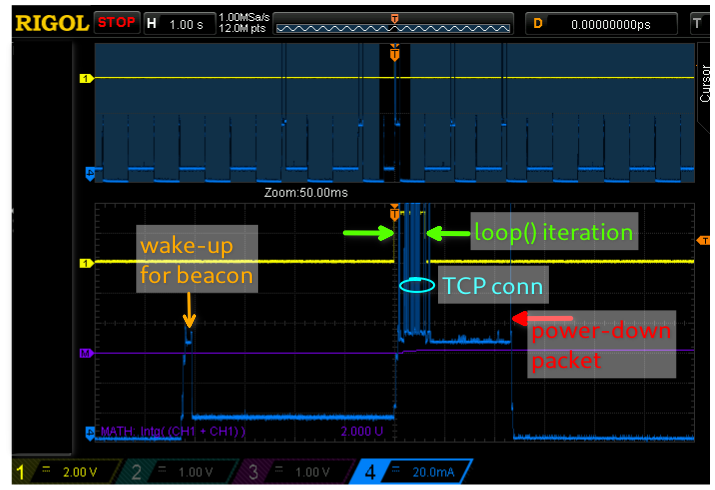 RIGOL STOP H 1.00 s 1.00MSa/s 12.0M pts T D 0.00000000ps T
Cursor
T
1
4
Zoom:50.00ms
T
loop() iteration
wake-up
for beacon
T
1
TCP conn
power-down
packet
M
4 MATH: Intg( (CH1 + CH1) ) 2.000 U
1 = 2.00 V 2 = 1.00 V 3 = 1.00 V 4 = 20.0mA